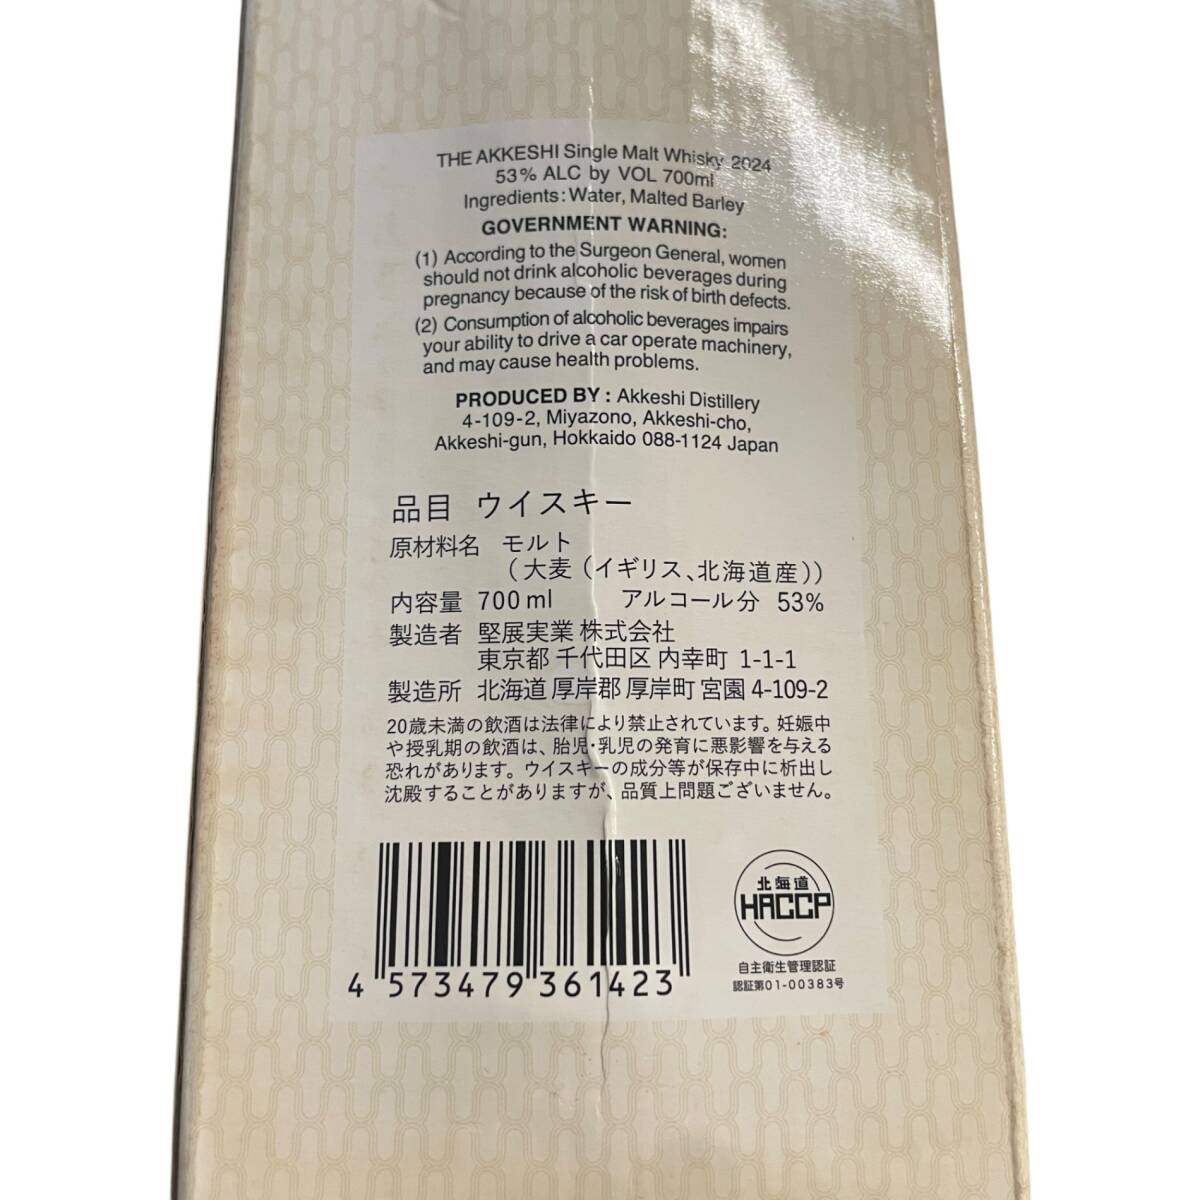 THE AKKESHI Single Malt Whisky 2024
53% ALC by VOL 700ml
Ingredients: Water, Malted Barley
GOVERNMENT WARNING:
(1) According to the Surgeon General, women
should not drink alcoholic beverages during
pregnancy because of the risk of birth defects.
(2) Consumption of alcoholic beverages impairs
your ability to drive a car operate machinery,
and may cause health problems.
PRODUCED BY : Akkeshi Distillery
4-109-2, Miyazono, Akkeshi-cho,
Akkeshi-gun, Hokkaido 088-1124 Japan
品目 ウイスキー
原材料名 モルト
（大麦（イギリス、北海道産））
内容量 700ml アルコール分 53%
製造者 堅展実業 株式会社
東京都 千代田区 内幸町 1-1-1
製造所 北海道 厚岸郡 厚岸町 宮園 4-109-2
20歳未満の飲酒は法律により禁止されています。妊娠中
や授乳期の飲酒は、胎児・乳児の発育に悪影響を与える
恐れがあります。ウイスキーの成分等が保存中に析出し
沈殿することがありますが、品質上問題ございません。
4 573479 361423
北海道
HACCP
自主衛生管理認証
認証第01-00383号